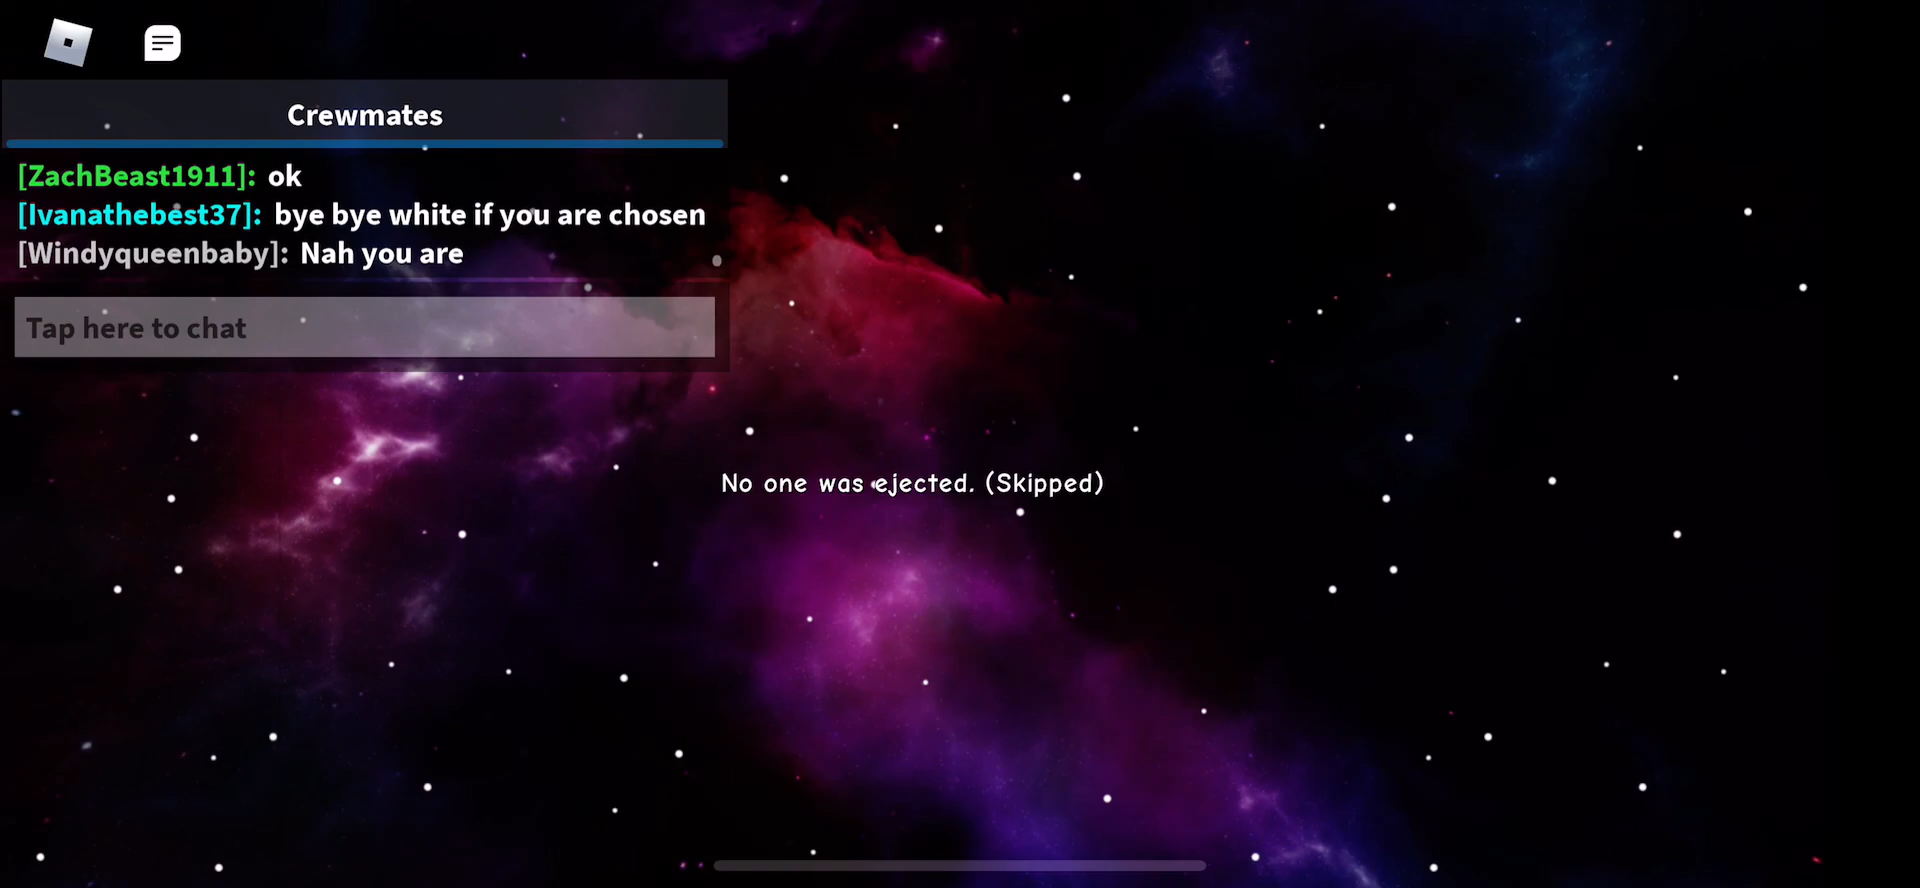 Crewmates
[ZachBeast1911]: ok
[Ivanathebest37]: bye bye white if you are chosen
[Windyqueenbaby]: Nah you are
Tap here to chat
No one was ejected. (Skipped)